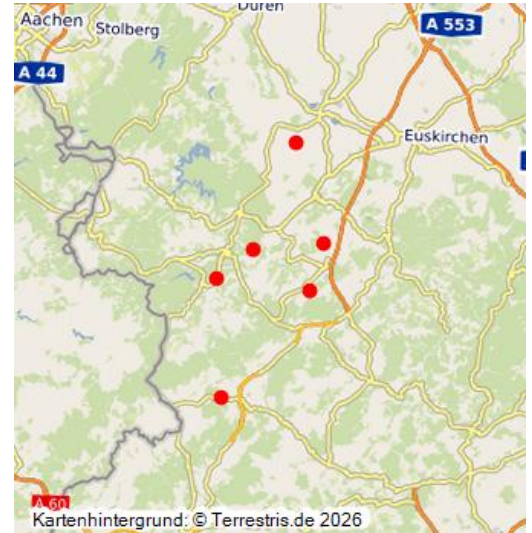 Düren
Aachen
Stolberg
A 553
A 44
Euskirchen
A 60
Kartenhintergrund: © Terrestris.de 2026